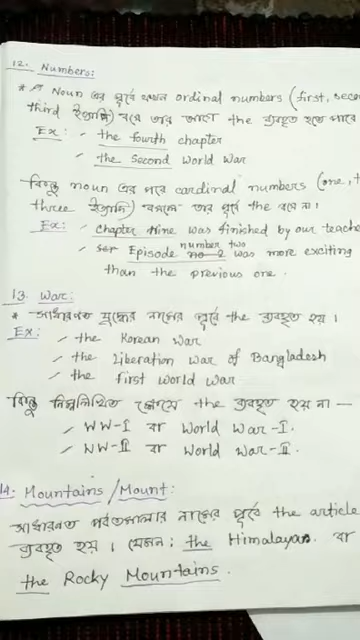 12. Numbers:
* Noun এর পূর্বে যখন ordinal numbers (first, second
third ইত্যাদি) বসে তার আগে the ব্যবহৃত হতে পারে
Ex: the fourth chapter
the second World War
কিন্তু noun এর পরে cardinal numbers (one, t
three ইত্যাদি) বসলে তার পূর্বে the বসে না।
Ex: chapter nine was finished by our teache
Episode number two was more exciting
than the previous one.
13. War:
* সাধারণত যুদ্ধের নামের পূর্বে the ব্যবহৃত হয়।
Ex:
the Korean War
the Liberation War of Bangladesh
the First World War
কিন্তু নিম্নলিখিত ক্ষেত্রে the ব্যবহৃত হয় না —
WW-I বা World War-I.
WW-II বা World War-II.
14. Mountains/Mount:
সাধারণত পর্বতমালার নামের পূর্বে the article
ব্যবহৃত হয়। যেমন: the Himalayan. বা
the Rocky Mountains.